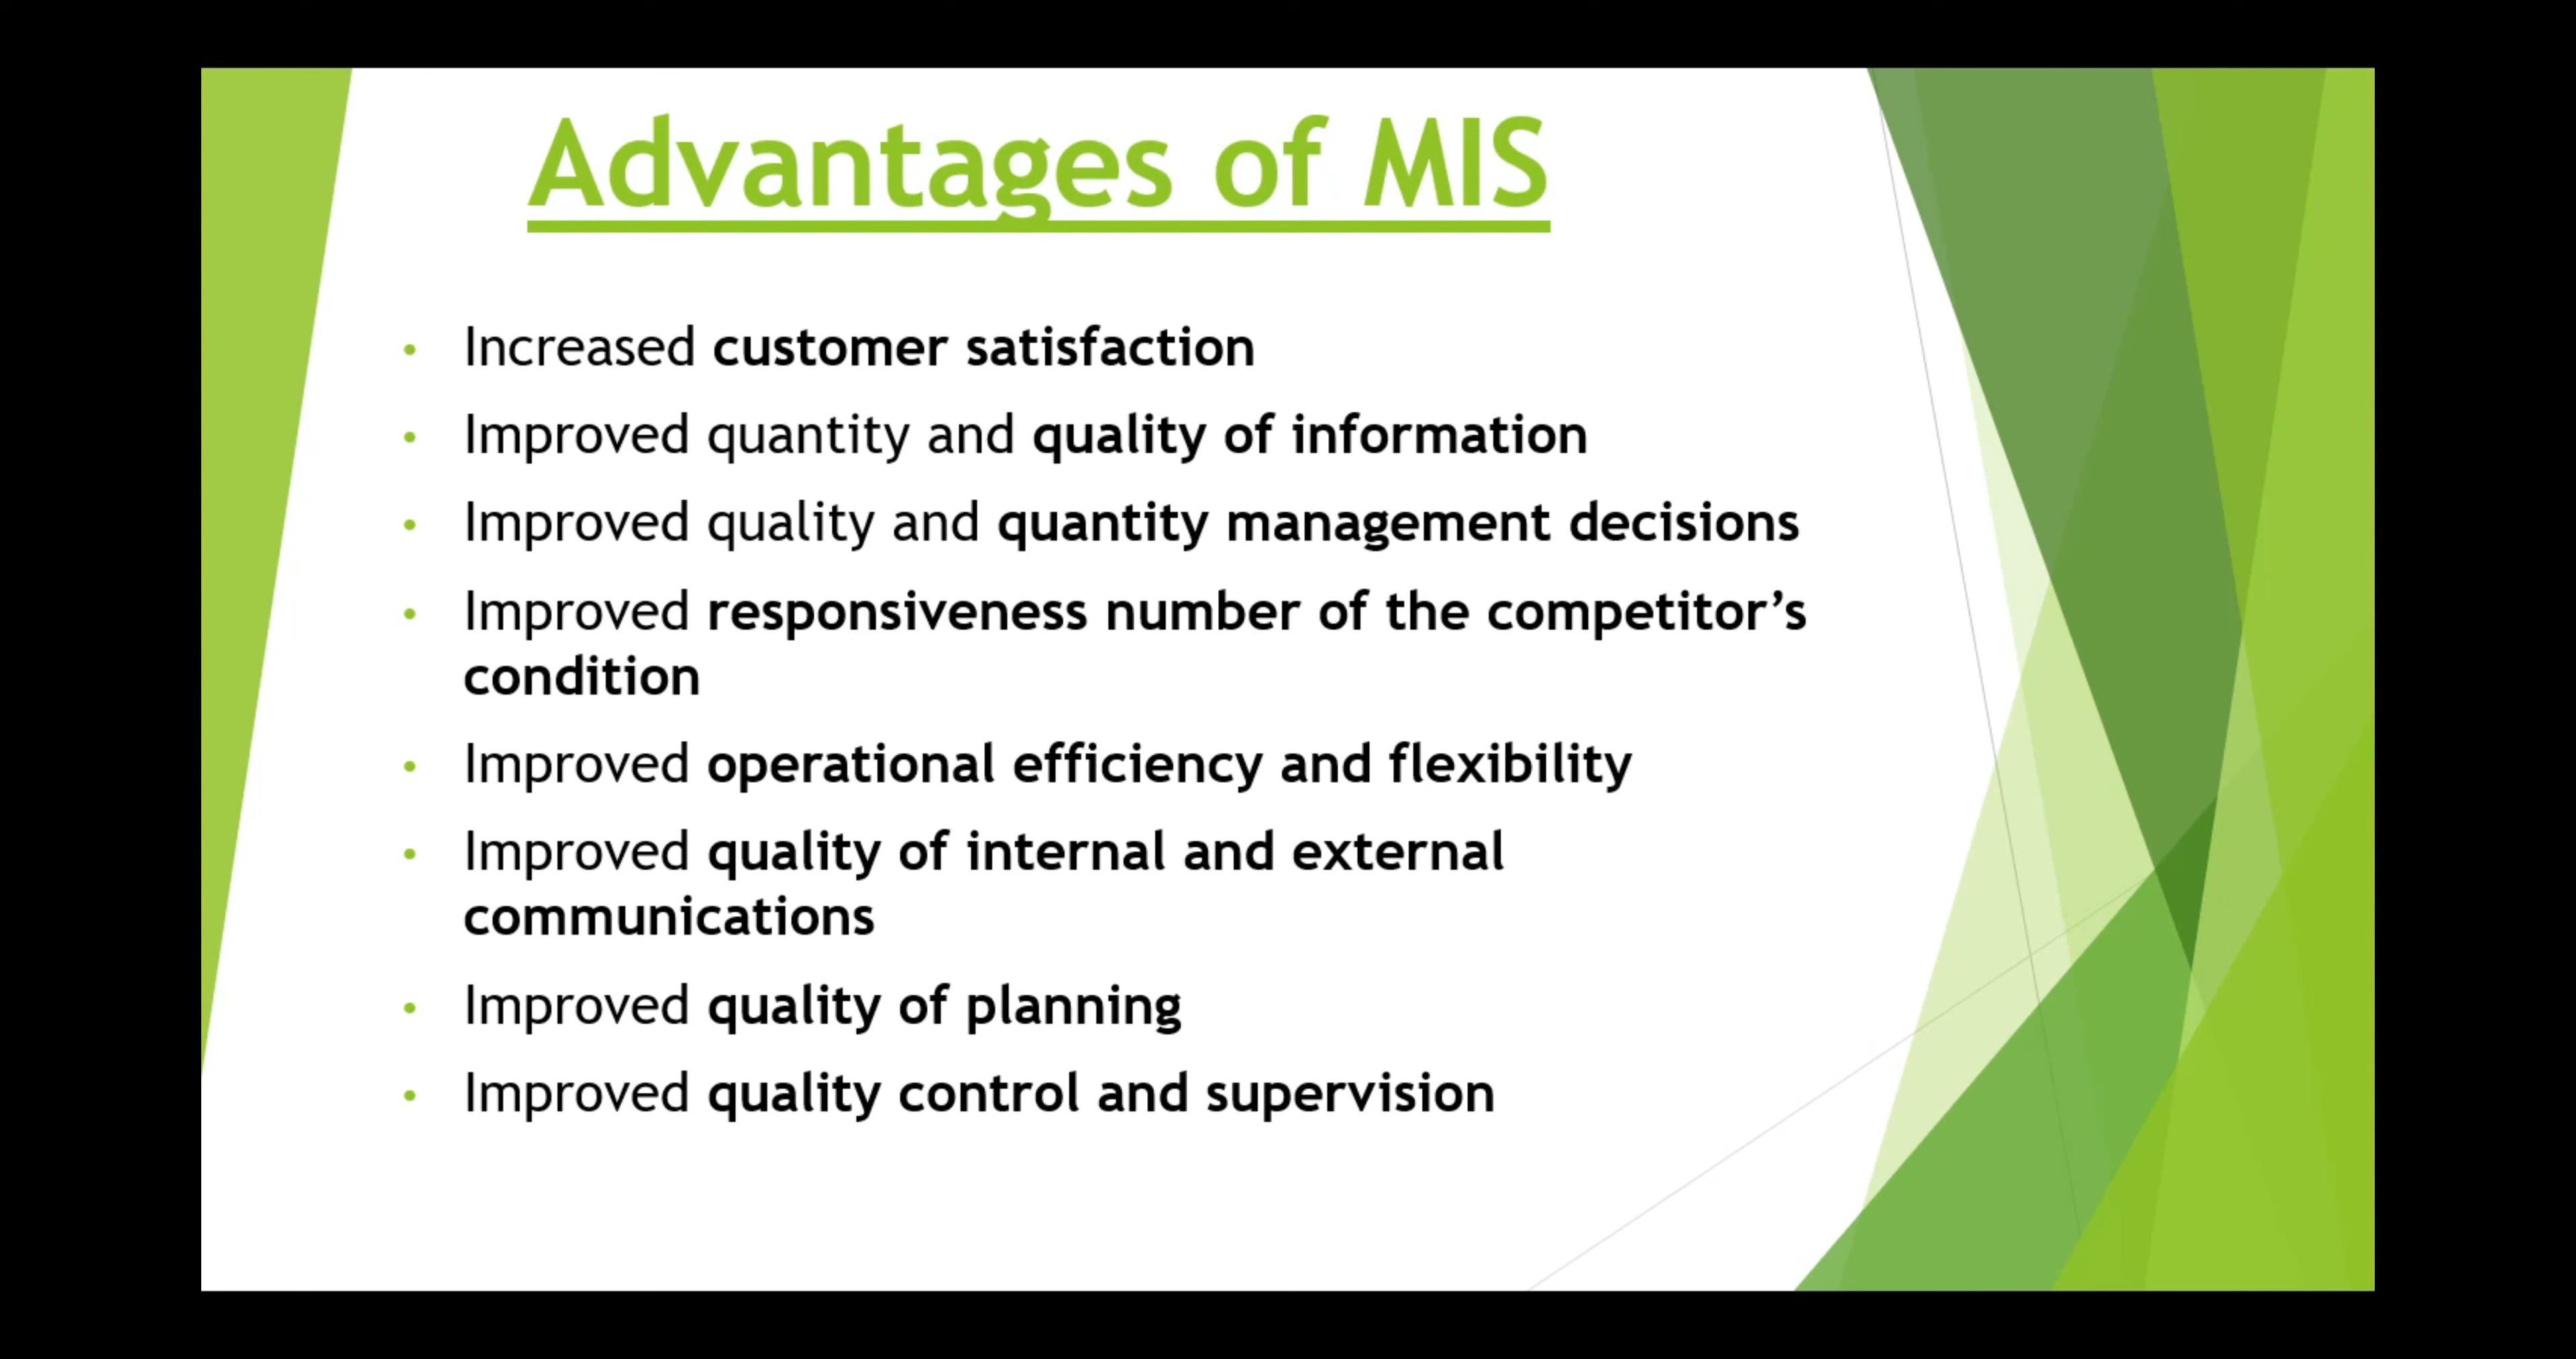 Advantages of MIS
• Increased customer satisfaction
• Improved quantity and quality of information
• Improved quality and quantity management decisions
• Improved responsiveness number of the competitor’s
condition
• Improved operational efficiency and flexibility
• Improved quality of internal and external
communications
• Improved quality of planning
• Improved quality control and supervision